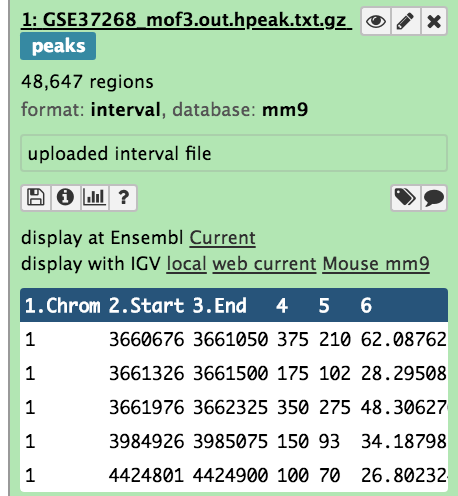 1: GSE37268_mof3.out.hpeak.txt.gz
peaks
48,647 regions
format: interval, database: mm9
uploaded interval file
?
display at Ensembl Current
display with IGV local web current Mouse mm9
1.Chrom 2.Start 3.End 4 5 6
1 3660676 3661050 375 210 62.08762
1 3661326 3661500 175 102 28.29508
1 3661976 3662325 350 275 48.30627
1 3984926 3985075 150 93 34.18798
1 4424801 4424900 100 70 26.80232